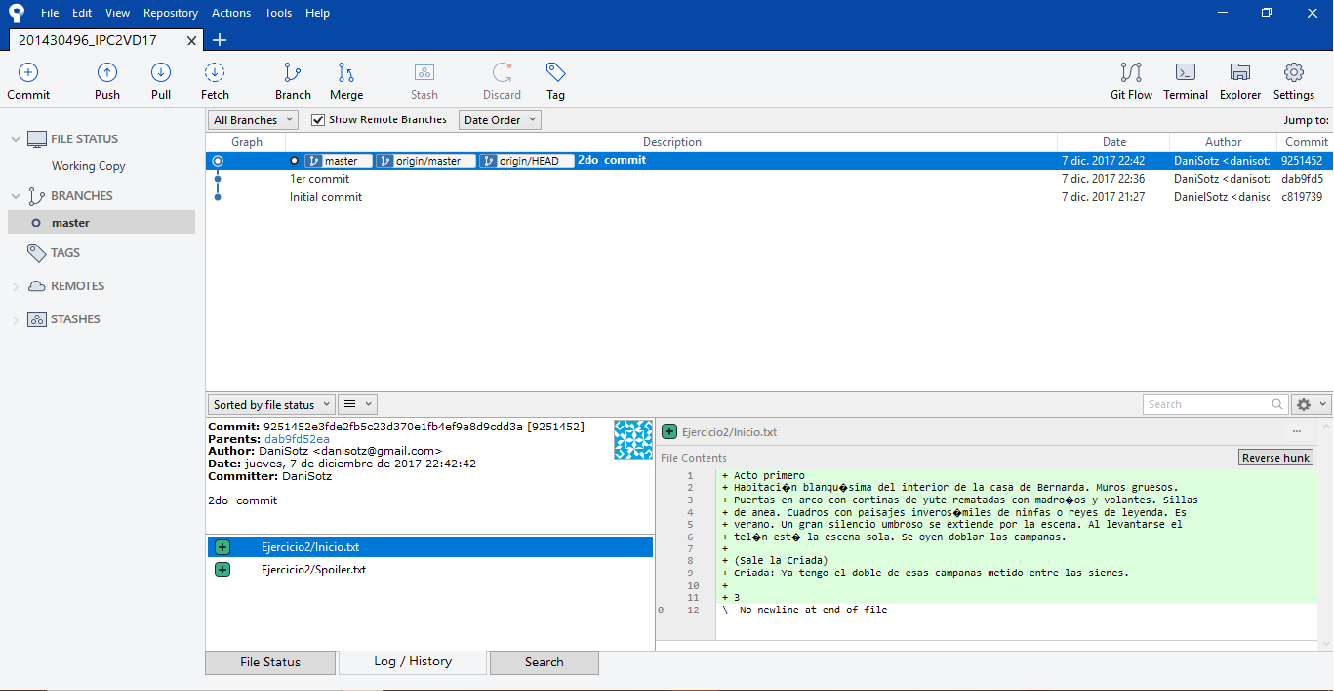 File Edit View Repository Actions Tools Help
201430496_IPC2VD17
Commit Push Pull Fetch Branch Merge Stash Discard Tag Git Flow Terminal Explorer Settings
All Branches Show Remote Branches Date Order Jump to:
Graph Description Date Author Commit
master origin/master origin/HEAD 2do commit 7 dic. 2017 22:42 DaniSotz <danisotz 9251452
1er commit 7 dic. 2017 22:36 DaniSotz <danisotz dab9fd5
Initial commit 7 dic. 2017 21:27 DanielSotz <danisc c819739
FILE STATUS
Working Copy
BRANCHES
master
TAGS
REMOTES
STASHES
Sorted by file status Search
Commit: 9251452e3fde2fb5c23d370e1fb4ef9a8d9cdd3a [9251452]
Parents: dab9fd52ea
Author: DaniSotz <danisotz@gmail.com>
Date: jueves, 7 de diciembre de 2017 22:42:42
Committer: DaniSotz
2do commit
Ejercicio2/Inicio.txt
Ejercicio2/Spoiler.txt
Ejercicio2/Inicio.txt
File Contents Reverse hunk
1 + Acto primero
2 + Habitaci�n blanqu�sima del interior de la casa de Bernarda. Muros gruesos.
3 + Puertas en arco con cortinas de yute rematadas con madro�os y volantes. Sillas
4 + de anea. Cuadros con paisajes inveros�miles de ninfas o reyes de leyenda. Es
5 + verano. Un gran silencio umbroso se extiende por la escena. Al levantarse el
6 + tel�n est� la escena sola. Se oyen doblar las campanas.
7 +
8 + (Sale la Criada)
9 + Criada: Ya tengo el doble de esas campanas metido entre las sienes.
10 +
11 + 3
0 12 \ No newline at end of file
File Status Log / History Search